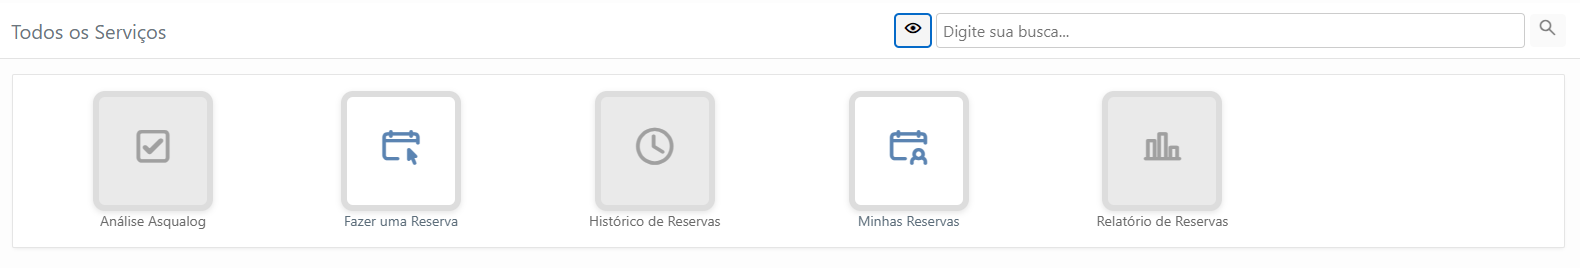 Todos os Serviços
Digite sua busca...
Análise Asqualog
Fazer uma Reserva
Histórico de Reservas
Minhas Reservas
Relatório de Reservas